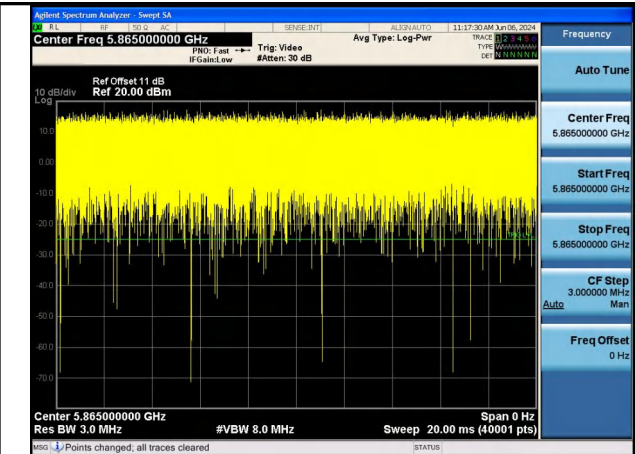 Agilent Spectrum Analyzer - Swept SA
RL RF 50 Ω AC SENSE:INT ALIGN AUTO 11:17:30 AM Jun 06, 2024
Center Freq 5.865000000 GHz
PNO: Fast
IFGain:Low
Trig: Video
#Atten: 30 dB
Avg Type: Log-Pwr
TRACE 1 2 3 4 5 6
TYPE
DET N N N N N N
10 dB/div
Log
Ref Offset 11 dB
Ref 20.00 dBm
10.0
0.00
-10.0
-20.0
-30.0
-40.0
-50.0
-60.0
-70.0
Center 5.865000000 GHz
Span 0 Hz
Res BW 3.0 MHz
#VBW 8.0 MHz
Sweep 20.00 ms (40001 pts)
MSG Points changed; all traces cleared
STATUS
Frequency
Auto Tune
Center Freq
5.865000000 GHz
Start Freq
5.865000000 GHz
Stop Freq
5.865000000 GHz
CF Step
3.000000 MHz
Auto Man
Freq Offset
0 Hz